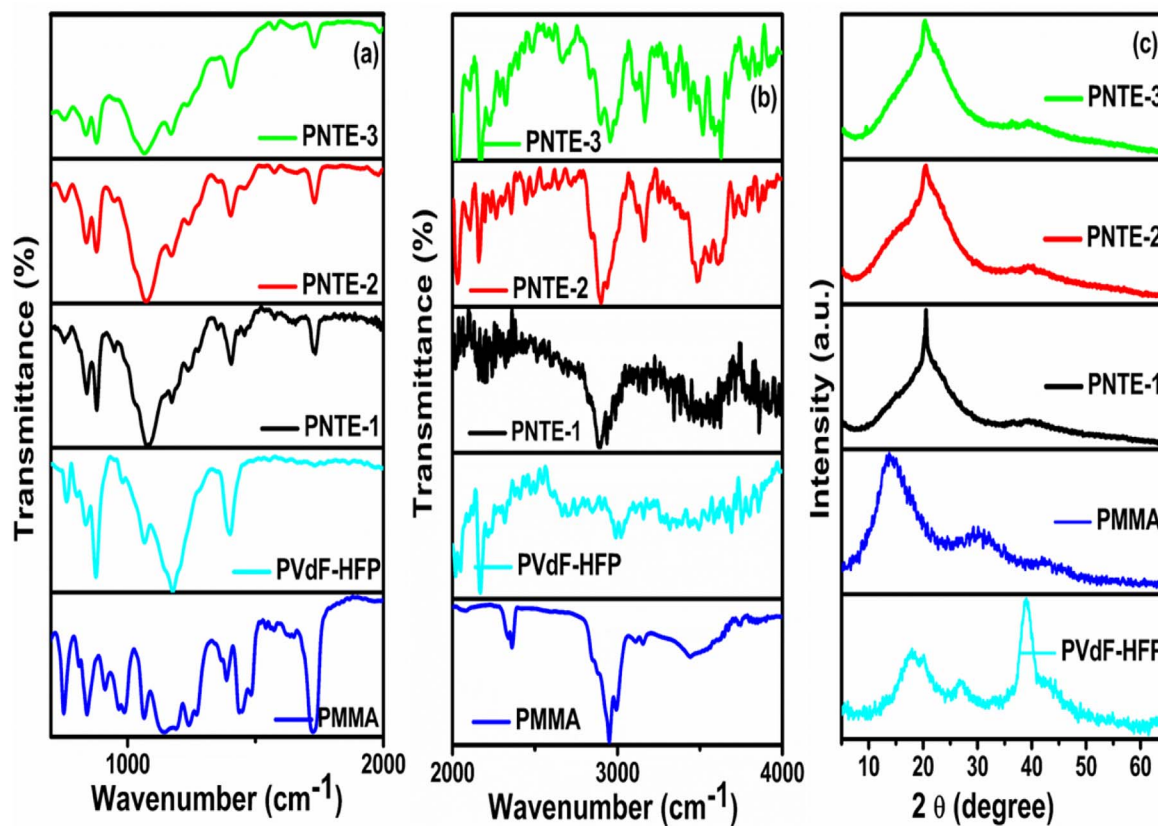 (a)
PNTE-3
PNTE-2
PNTE-1
PVdF-HFP
PMMA
Transmittance (%)
Transmittance (%)
1000 2000
Wavenumber (cm-1)
(b)
PNTE-3
PNTE-2
PNTE-1
PVdF-HFP
PMMA
Transmittance (%)
Transmittance (%)
2000 3000 4000
Wavenumber (cm-1)
(c)
PNTE-3
PNTE-2
PNTE-1
PMMA
PVdF-HFP
Intensity (a.u.)
10 20 30 40 50 60
2 θ (degree)